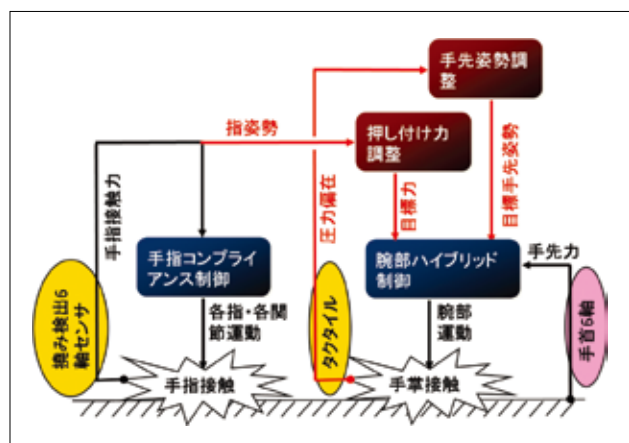 手先姿勢調
整
指姿勢
押し付け力
調整
手指接触力
圧力偏在
目標力
目標手先姿勢
手指コンプライ
アンス制御
腕部ハイブリッド
制御
手先力
撓み検出6
軸センサ
各指・各関
節運動
タクタイル
腕部
運動
手首6軸
手指接触
手掌接触